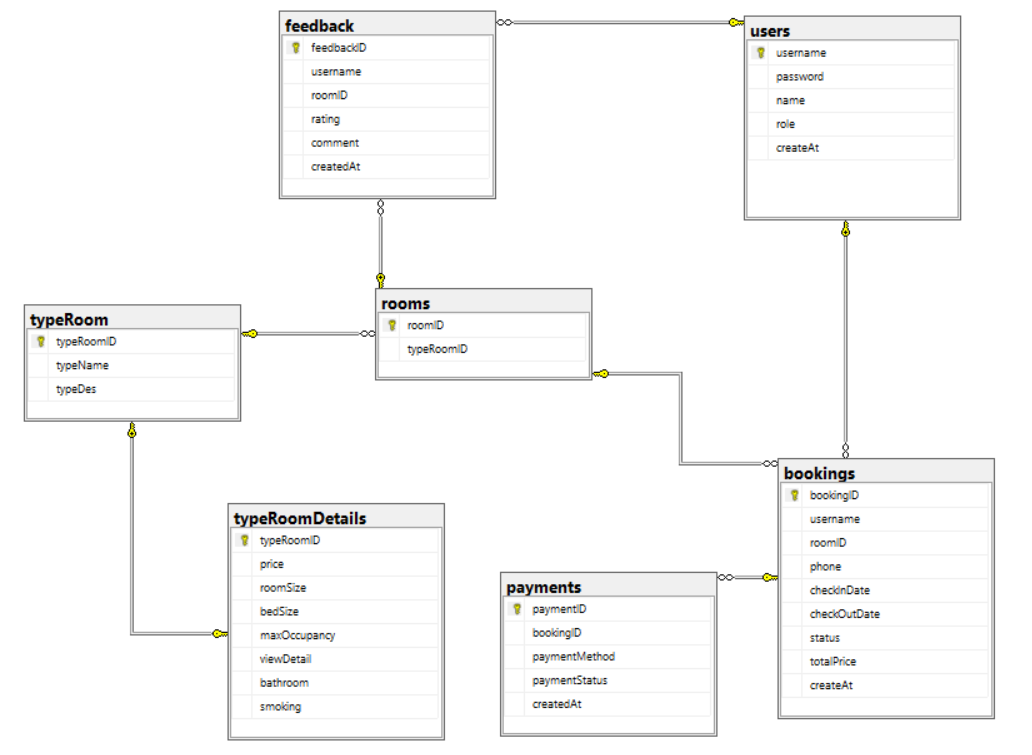 feedback
feedbackID
username
roomID
rating
comment
createdAt
users
username
password
name
role
createAt
typeRoom
typeRoomID
typeName
typeDes
rooms
roomID
typeRoomID
typeRoomDetails
typeRoomID
price
roomSize
bedSize
maxOccupancy
viewDetail
bathroom
smoking
payments
paymentID
bookingID
paymentMethod
paymentStatus
createdAt
bookings
bookingID
username
roomID
phone
checkInDate
checkOutDate
status
totalPrice
createAt